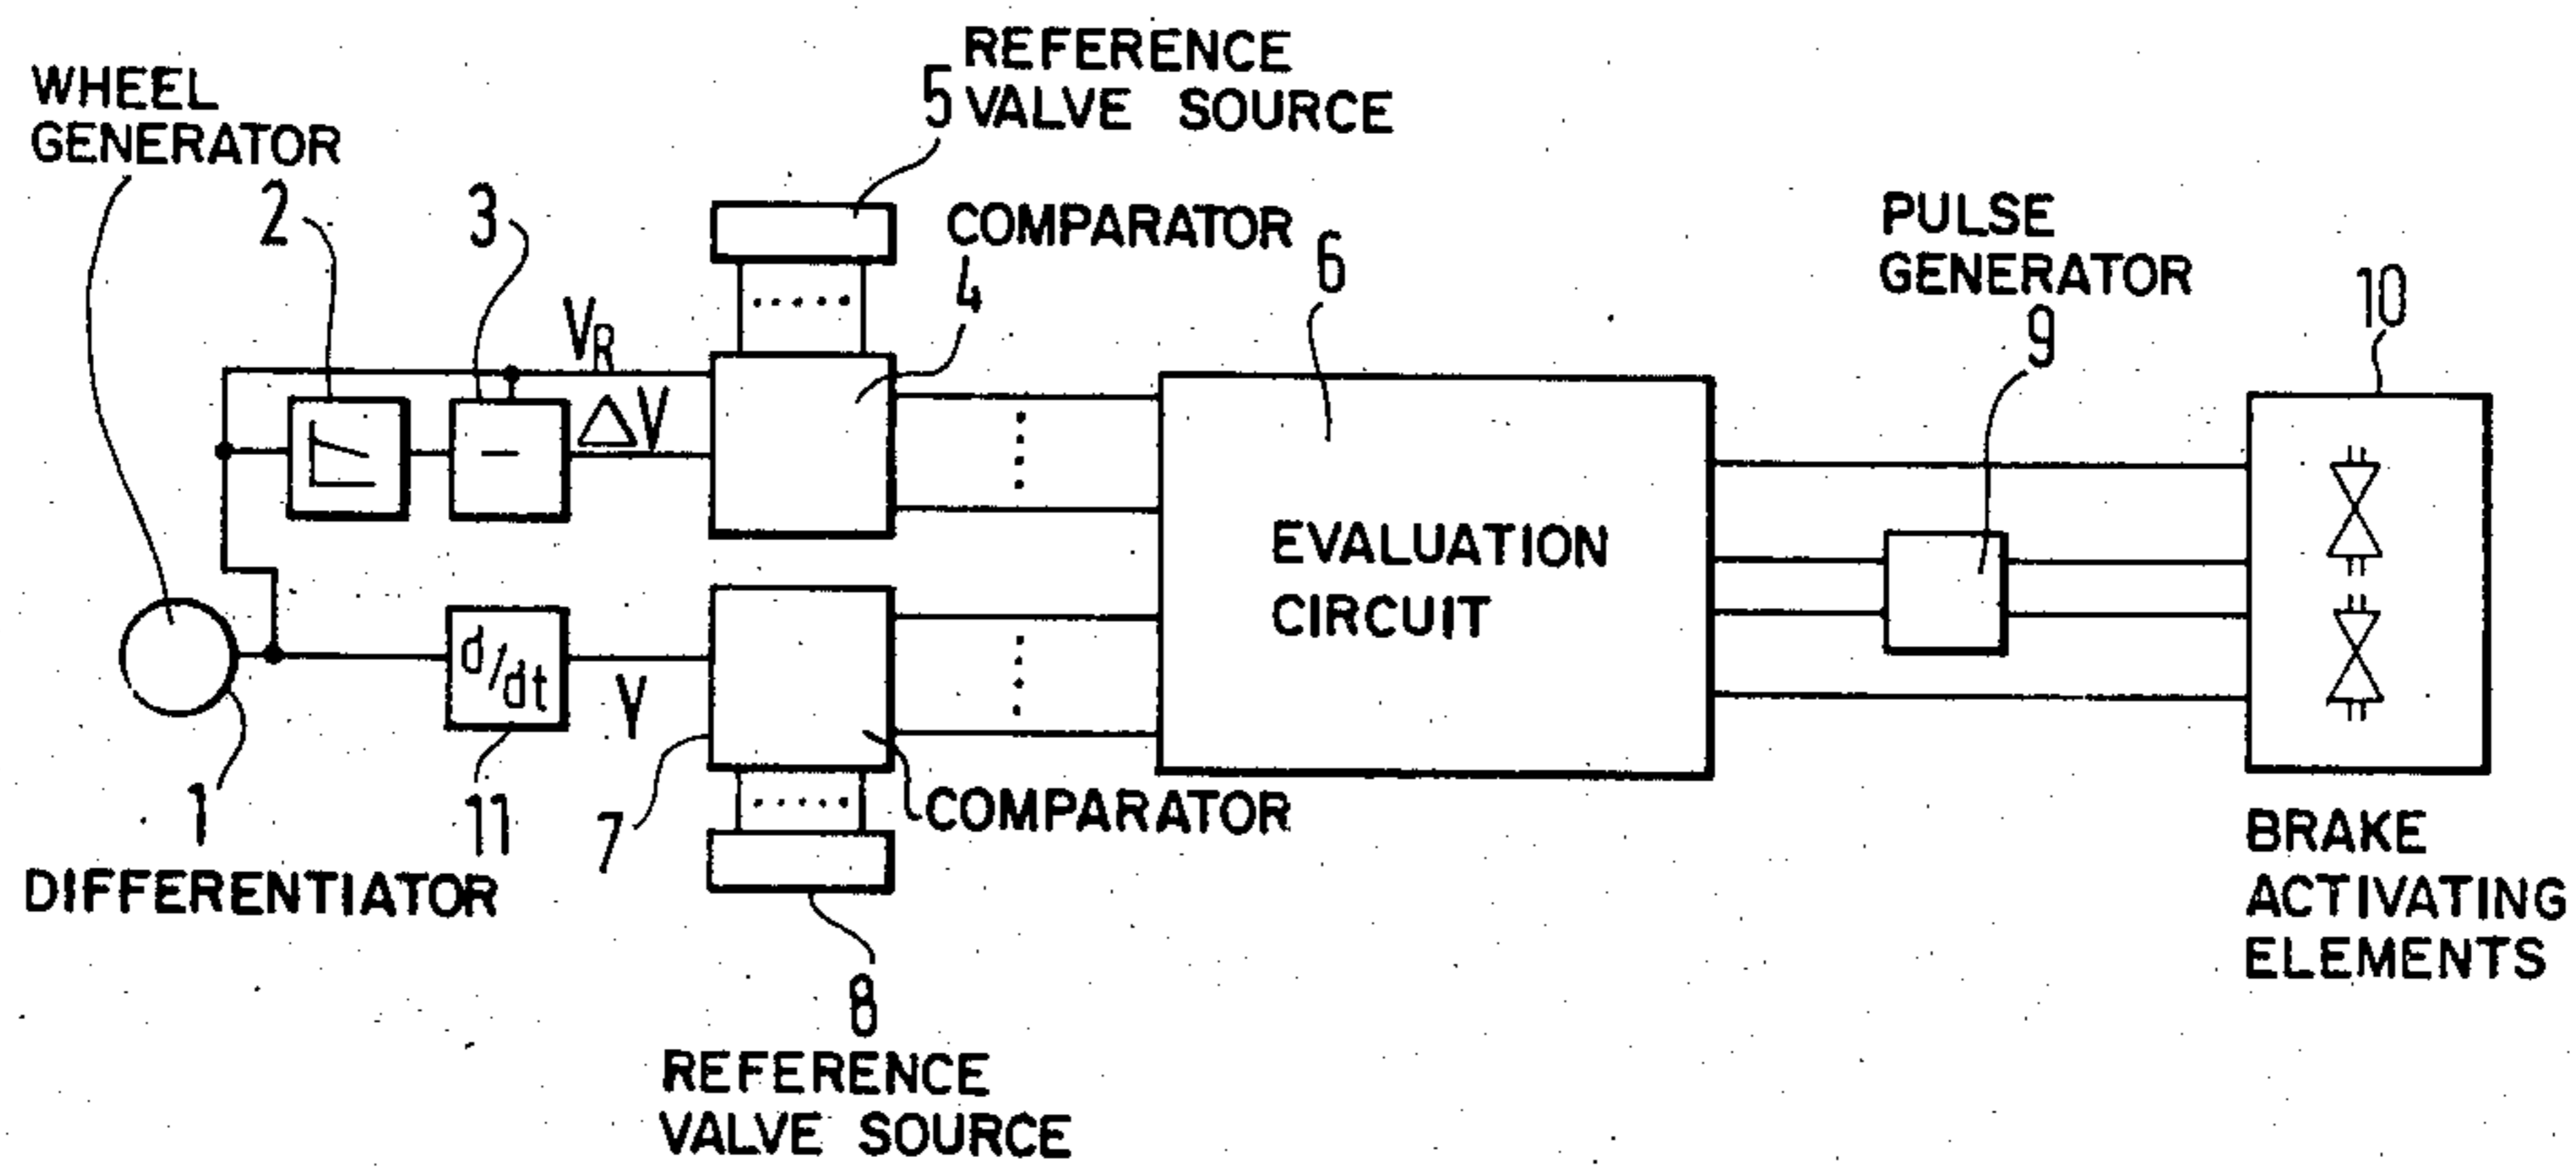 WHEEL
GENERATOR
2
3
5
REFERENCE
VALVE SOURCE
COMPARATOR
4
6
PULSE
GENERATOR
9
10
VR
ΔV
—
EVALUATION
CIRCUIT
d/dt
V
1
11
7
COMPARATOR
DIFFERENTIATOR
8
REFERENCE
VALVE SOURCE
BRAKE
ACTIVATING
ELEMENTS